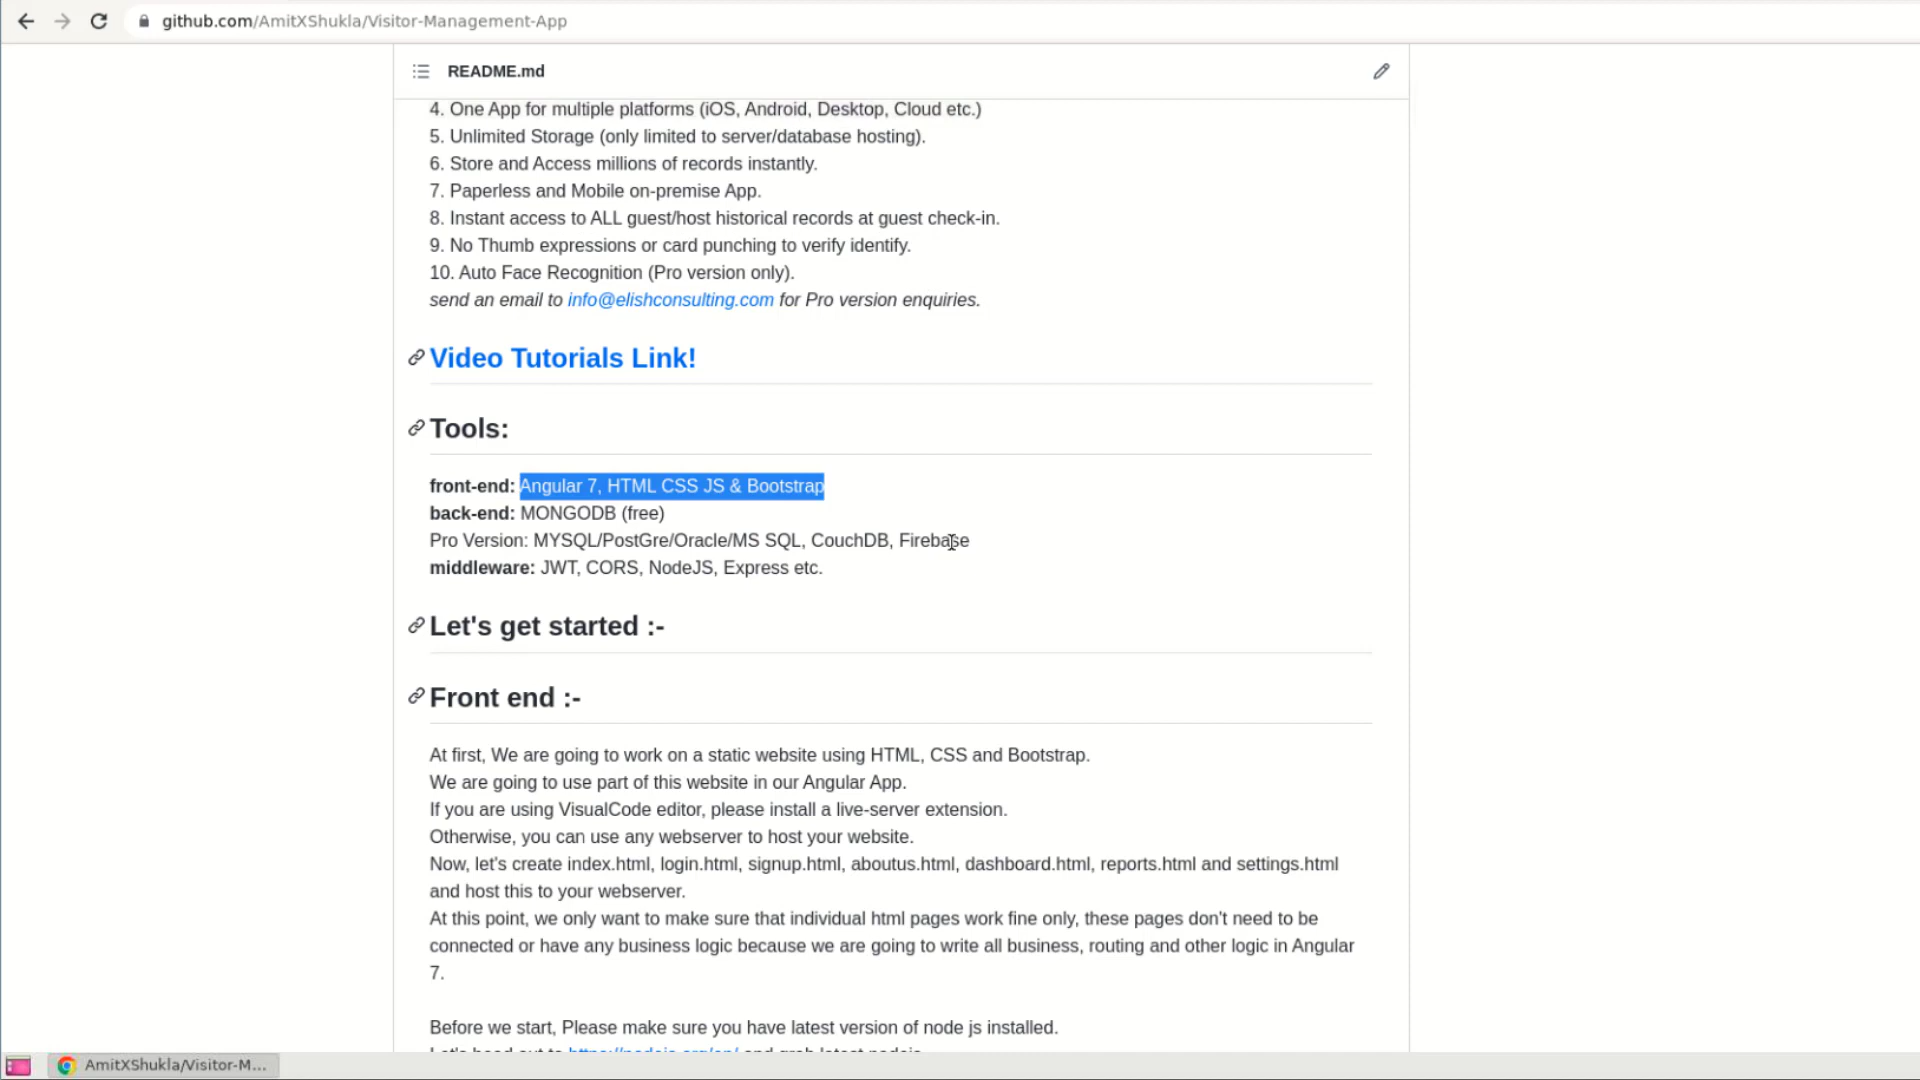 github.com/AmitXShukla/Visitor-Management-App
README.md
4. One App for multiple platforms (iOS, Android, Desktop, Cloud etc.)
5. Unlimited Storage (only limited to server/database hosting).
6. Store and Access millions of records instantly.
7. Paperless and Mobile on-premise App.
8. Instant access to ALL guest/host historical records at guest check-in.
9. No Thumb expressions or card punching to verify identify.
10. Auto Face Recognition (Pro version only).
send an email to info@elishconsulting.com for Pro version enquiries.
Video Tutorials Link!
Tools:
front-end: Angular 7, HTML CSS JS & Bootstrap
back-end: MONGODB (free)
Pro Version: MYSQL/PostGre/Oracle/MS SQL, CouchDB, Firebase
middleware: JWT, CORS, NodeJS, Express etc.
Let's get started :-
Front end :-
At first, We are going to work on a static website using HTML, CSS and Bootstrap.
We are going to use part of this website in our Angular App.
If you are using VisualCode editor, please install a live-server extension.
Otherwise, you can use any webserver to host your website.
Now, let's create index.html, login.html, signup.html, aboutus.html, dashboard.html, reports.html and settings.html
and host this to your webserver.
At this point, we only want to make sure that individual html pages work fine only, these pages don't need to be
connected or have any business logic because we are going to write all business, routing and other logic in Angular
7.
Before we start, Please make sure you have latest version of node js installed.
Let's head out to https://nodejs.org/en/ and grab latest nodejs
AmitXShukla/Visitor-M...